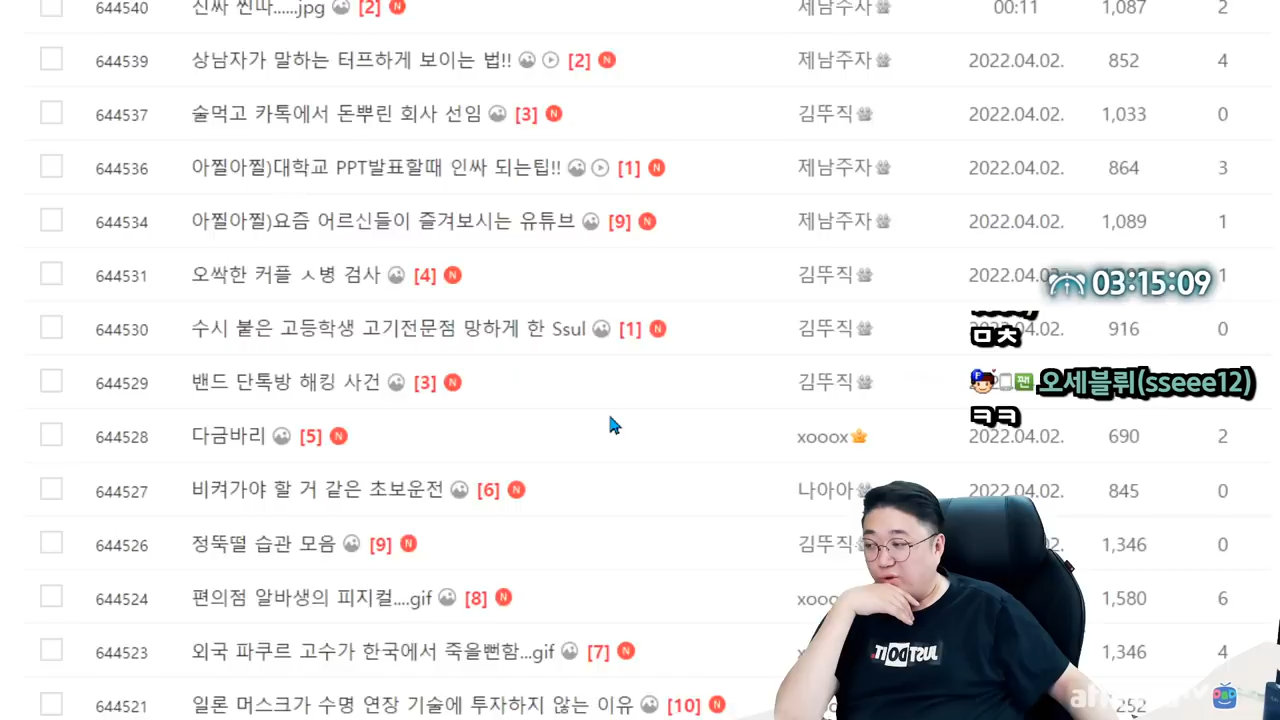 644540 진짜 찐따......jpg [2] N 제남주자 00:11 1,087 2
644539 상남자가 말하는 터프하게 보이는 법!! [2] N 제남주자 2022.04.02. 852 4
644537 술먹고 카톡에서 돈뿌린 회사 선임 [3] N 김뚜직 2022.04.02. 1,033 0
644536 아찔아찔)대학교 PPT발표할때 인싸 되는팁!! [1] N 제남주자 2022.04.02. 864 3
644534 아찔아찔)요즘 어르신들이 즐겨보시는 유튜브 [9] N 제남주자 2022.04.02. 1,089 1
644531 오싹한 커플 ㅅ병 검사 [4] N 김뚜직 2022.04.02. 1
03:15:09
644530 수시 붙은 고등학생 고기전문점 망하게 한 Ssul [1] N 김뚜직 2022.04.02. 916 0
ㅁㅊ
644529 밴드 단톡방 해킹 사건 [3] N 김뚜직
F 팬 오세블뤼(sseee12)
ㅋㅋ
644528 다금바리 [5] N xooox 2022.04.02. 690 2
644527 비켜가야 할 거 같은 초보운전 [6] N 나아아 2022.04.02. 845 0
644526 정뚝떨 습관 모음 [9] N 김뚜직 1,346 0
644524 편의점 알바생의 피지컬....gif [8] N 1,580 6
644523 외국 파쿠르 고수가 한국에서 죽을뻔함...gif [7] N 1,346 4
JUST DO IT.
644521 일론 머스크가 수명 연장 기술에 투자하지 않는 이유 [10] N